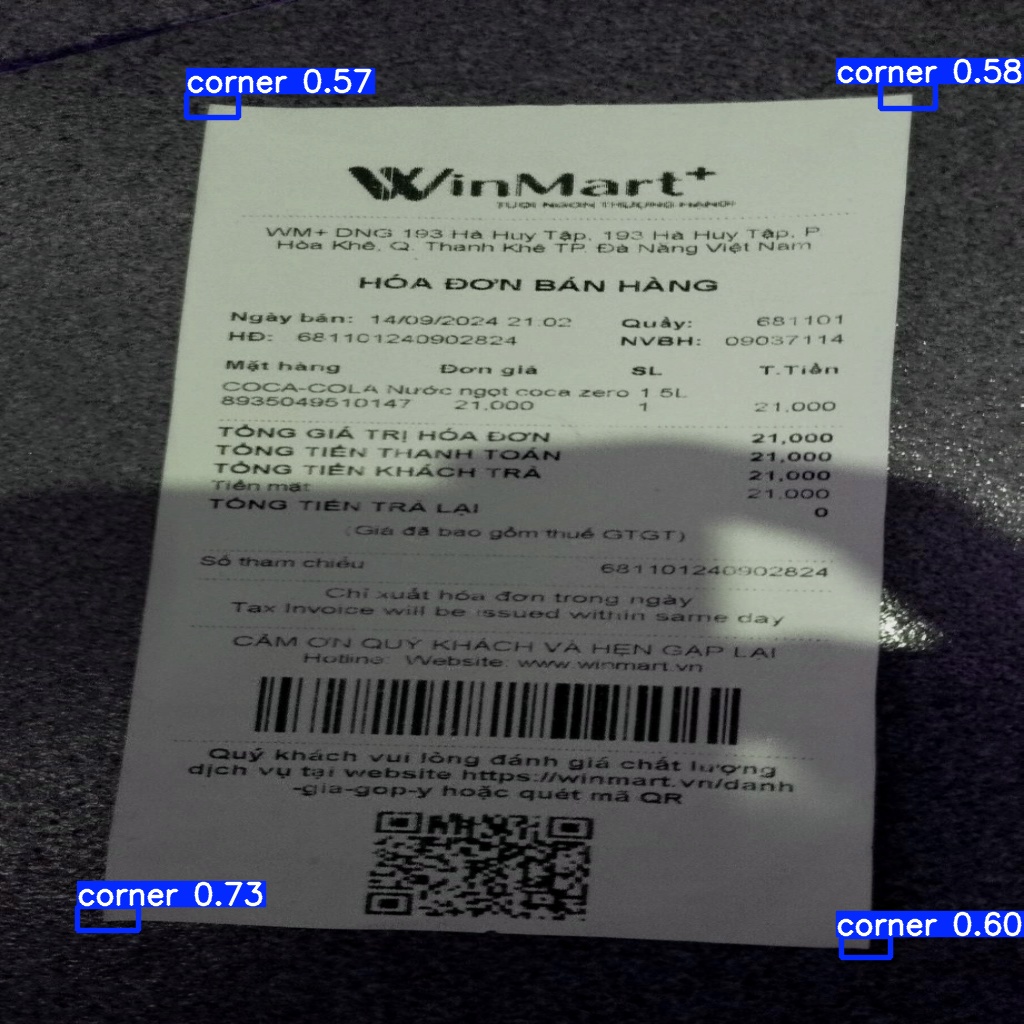 corner 0.57
corner 0.58
WinMart+
TƯƠI NGON THƯỢNG HẠNG!
WM+ DNG 193 Hà Huy Tập, 193 Hà Huy Tập, P.
Hòa Khê, Q. Thanh Khê TP. Đà Nẵng Việt Nam
HÓA ĐƠN BÁN HÀNG
Ngày bán: 14/09/2024 21:02 Quầy: 681101
HĐ: 681101240902824 NVBH: 09037114
Mặt hàng Đơn giá SL T.Tiền
COCA-COLA Nước ngọt coca zero 1.5L
8935049510147 21,000 1 21,000
TỔNG GIÁ TRỊ HÓA ĐƠN 21,000
TỔNG TIỀN THANH TOÁN 21,000
TỔNG TIỀN KHÁCH TRẢ 21,000
Tiền mặt 21,000
TỔNG TIỀN TRẢ LẠI 0
(Giá đã bao gồm thuế GTGT)
Số tham chiếu 681101240902824
Chỉ xuất hóa đơn trong ngày
Tax Invoice will be issued within same day
CẢM ƠN QUÝ KHÁCH VÀ HẸN GẶP LẠI
Hotline: Website: www.winmart.vn
Quý khách vui lòng đánh giá chất lượng
dịch vụ tại website https://winmart.vn/danh
-gia-gop-y hoặc quét mã QR
corner 0.73
corner 0.60